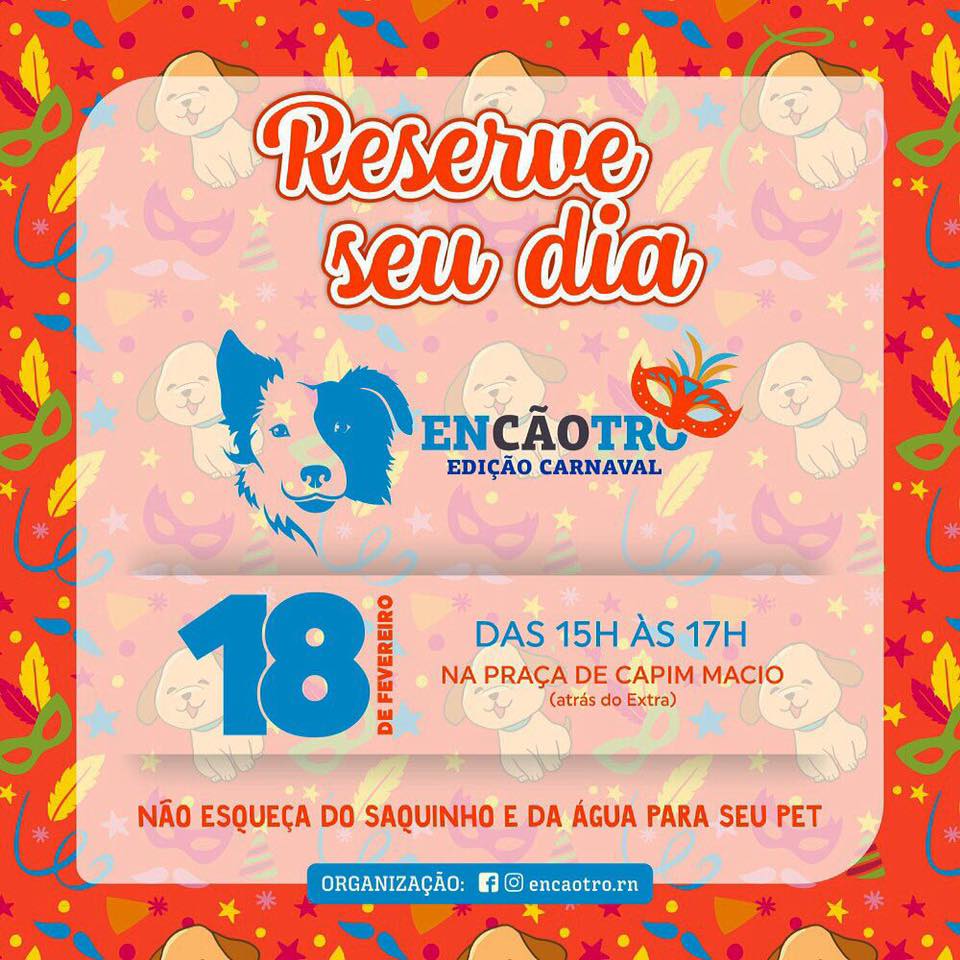 Reserve
seu dia
ENCÃOTRO
EDIÇÃO CARNAVAL
18
DE FEVEREIRO
DAS 15H ÀS 17H
NA PRAÇA DE CAPIM MACIO
(atrás do Extra)
NÃO ESQUEÇA DO SAQUINHO E DA ÁGUA PARA SEU PET
ORGANIZAÇÃO: encaotro.rn